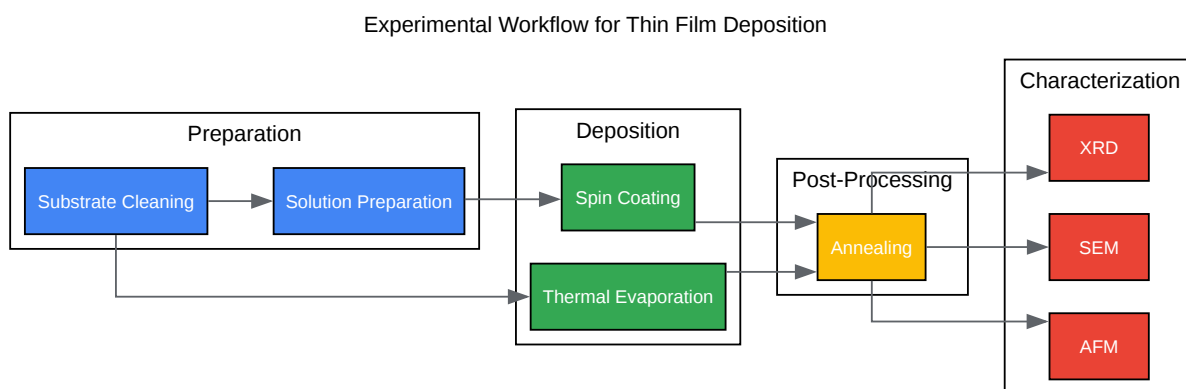 Experimental Workflow for Thin Film Deposition
Preparation
Substrate Cleaning
Solution Preparation
Deposition
Spin Coating
Thermal Evaporation
Post-Processing
Annealing
Characterization
XRD
SEM
AFM